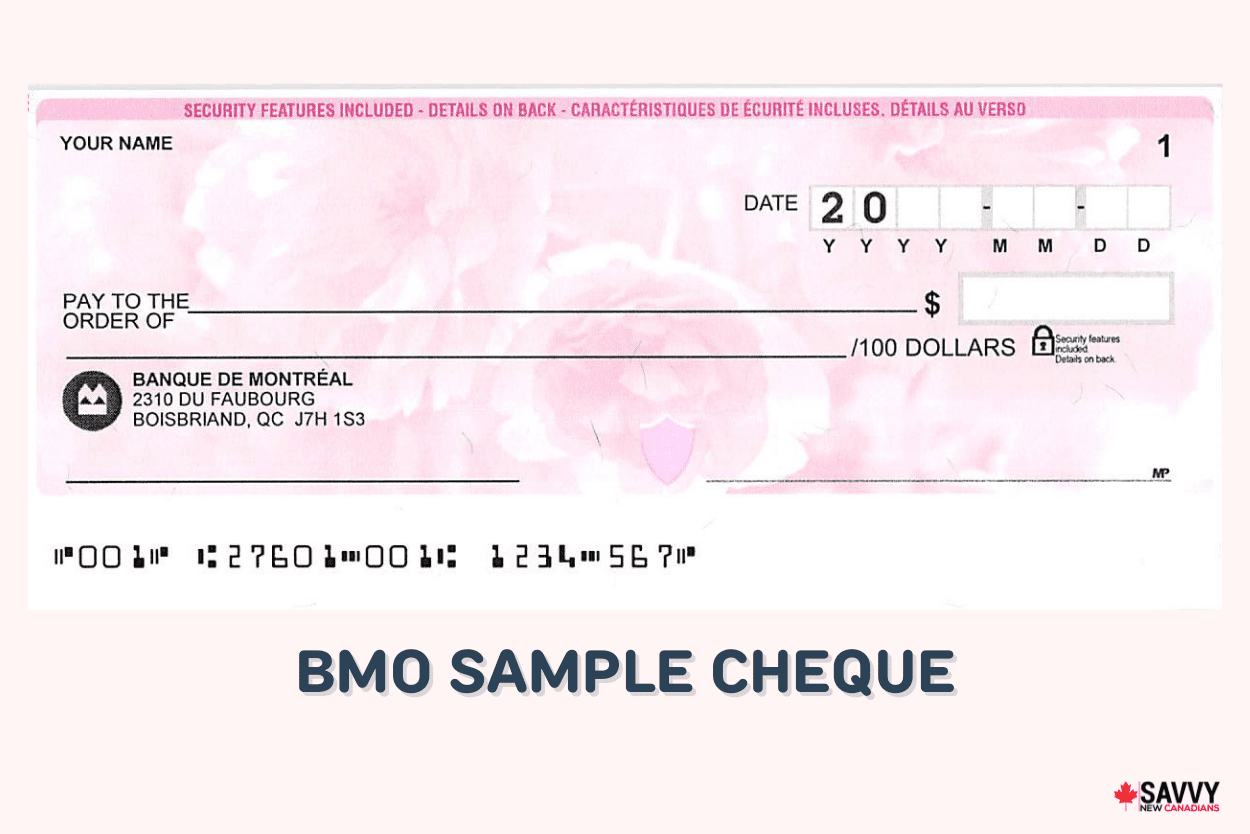 SECURITY FEATURES INCLUDED - DETAILS ON BACK - CARACTÉRISTIQUES DE ÉCURITÉ INCLUSES. DÉTAILS AU VERSO
YOUR NAME
1
DATE 2 0 - -
Y Y Y Y M M D D
PAY TO THE
ORDER OF $
/100 DOLLARS
Security features
included.
Details on back.
BANQUE DE MONTRÉAL
2310 DU FAUBOURG
BOISBRIAND, QC J7H 1S3
MP
⑈001⑈ ⑆27601⑉001⑆ 1234⑉567⑈
BMO SAMPLE CHEQUE
SAVVY
NEW CANADIANS